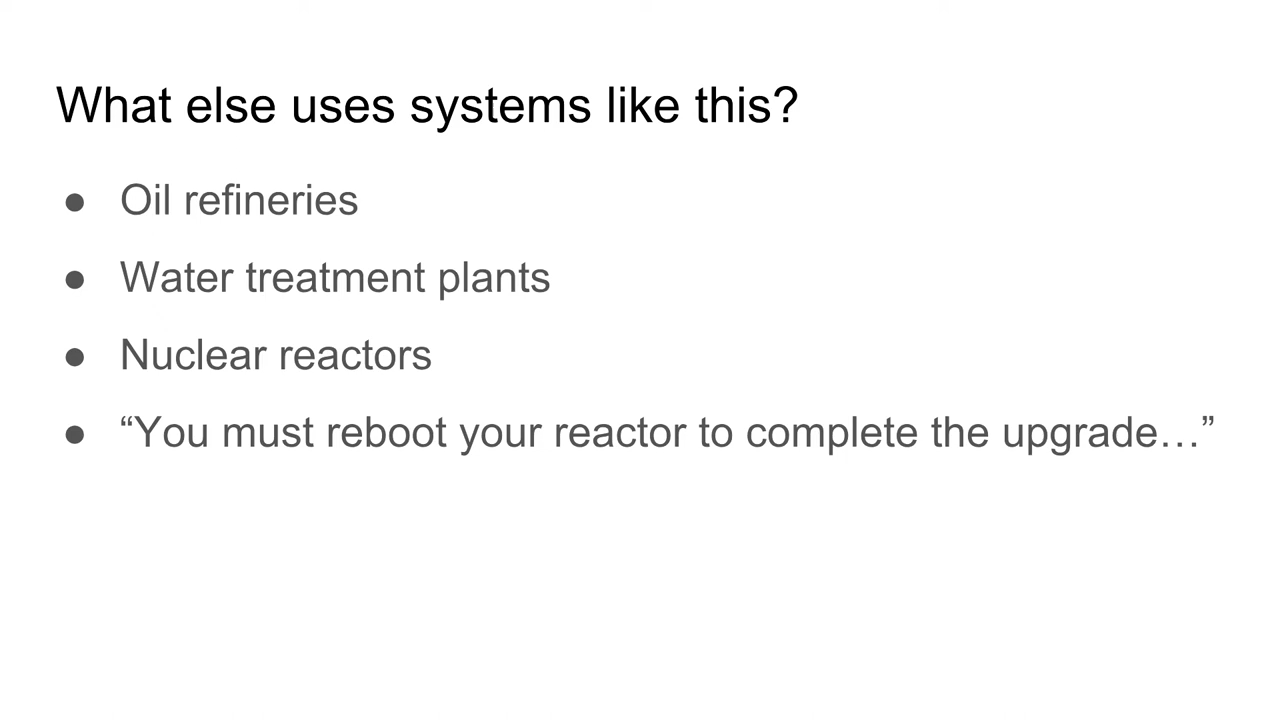 What else uses systems like this?
● Oil refineries
● Water treatment plants
● Nuclear reactors
● “You must reboot your reactor to complete the upgrade…”